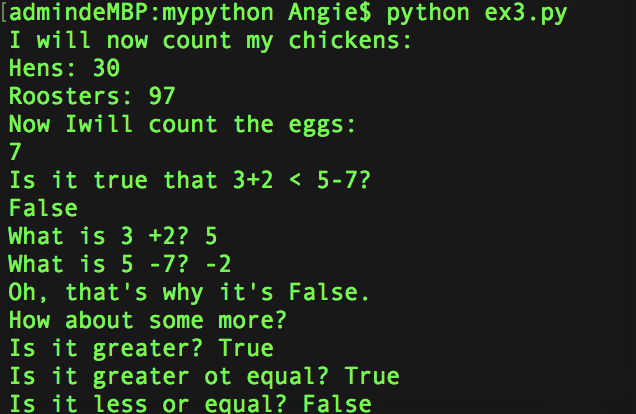 [admindeMBP:mypython Angie$ python ex3.py
I will now count my chickens:
Hens: 30
Roosters: 97
Now Iwill count the eggs:
7
Is it true that 3+2 < 5-7?
False
What is 3 +2? 5
What is 5 -7? -2
Oh, that's why it's False.
How about some more?
Is it greater? True
Is it greater ot equal? True
Is it less or equal? False